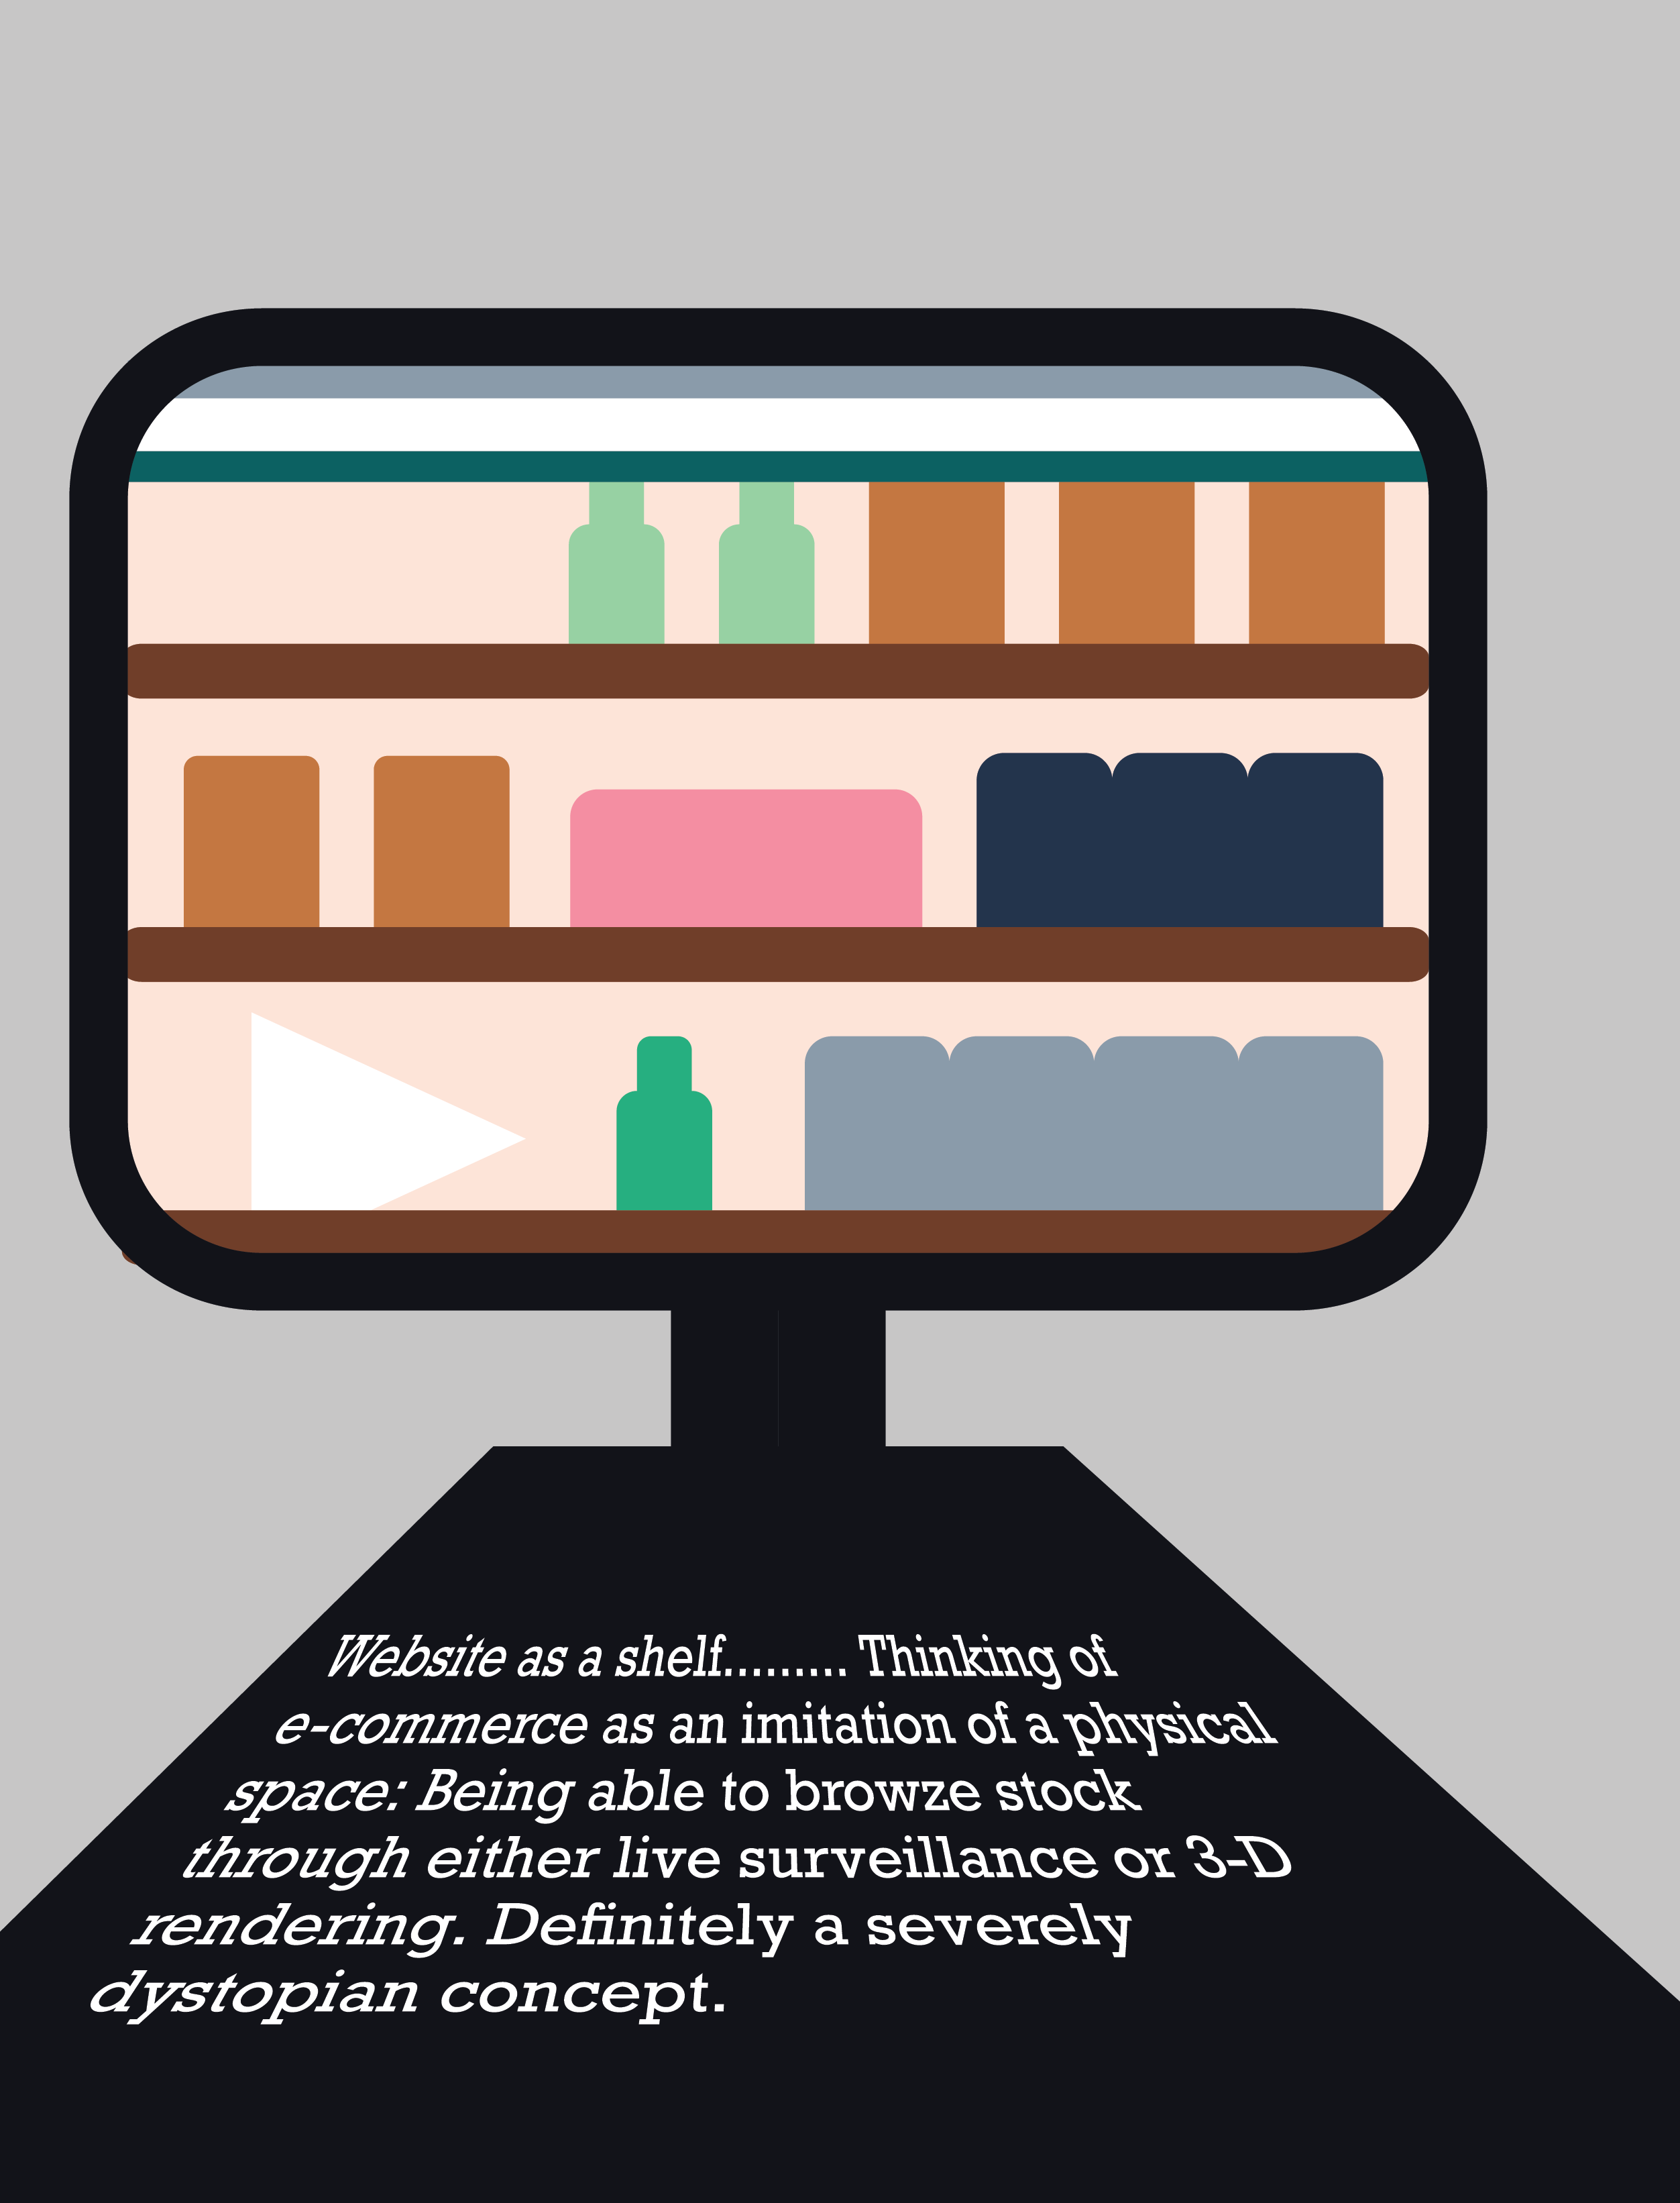 Website as a shelf.......... Thinking of
e-commerce as an imitation of a physical
space: Being able to browze stock
through either live surveillance or 3-D
rendering. Definitely a severely
dystopian concept.